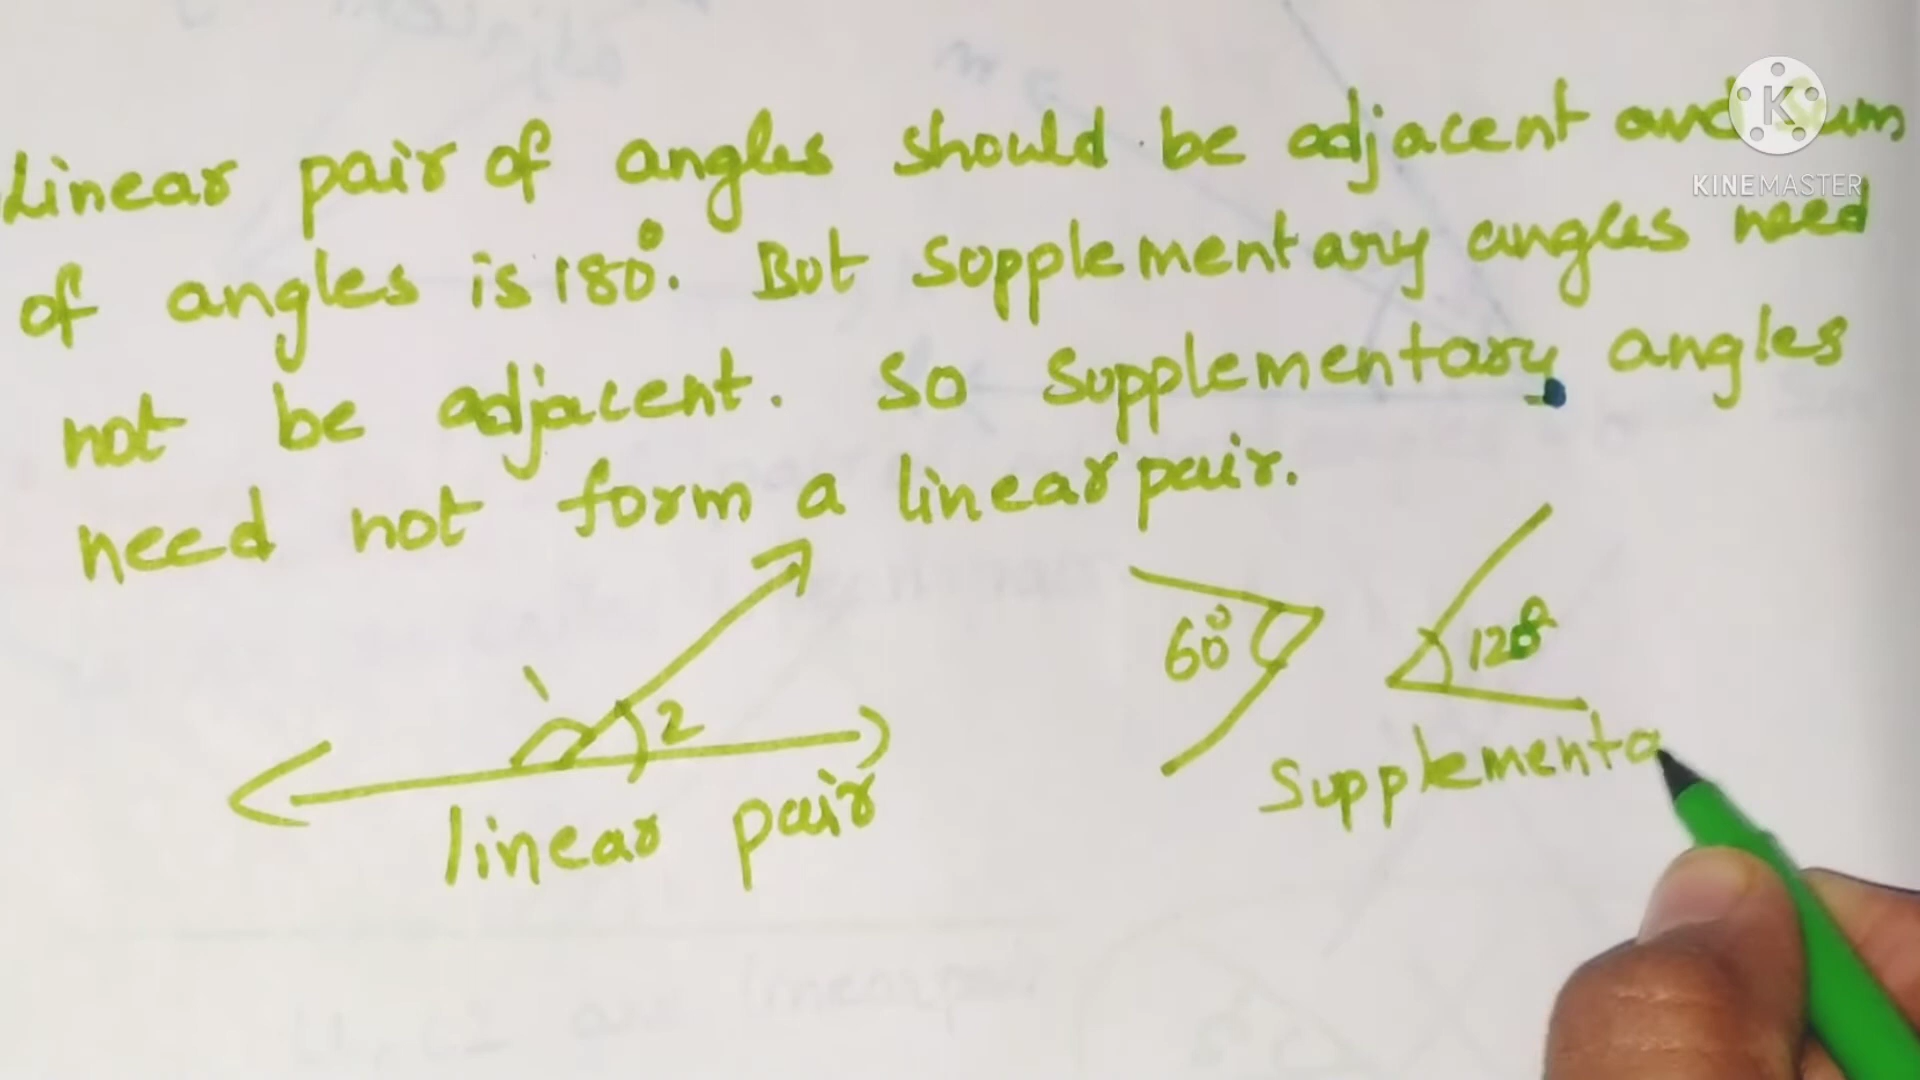 Linear pair of angles should be adjacent and sum
of angles is 180°. But supplementary angles need
not be adjacent. So supplementary angles
need not form a linear pair.
K
KINEMASTER
60°
120°
1
2
linear pair
Supplementa